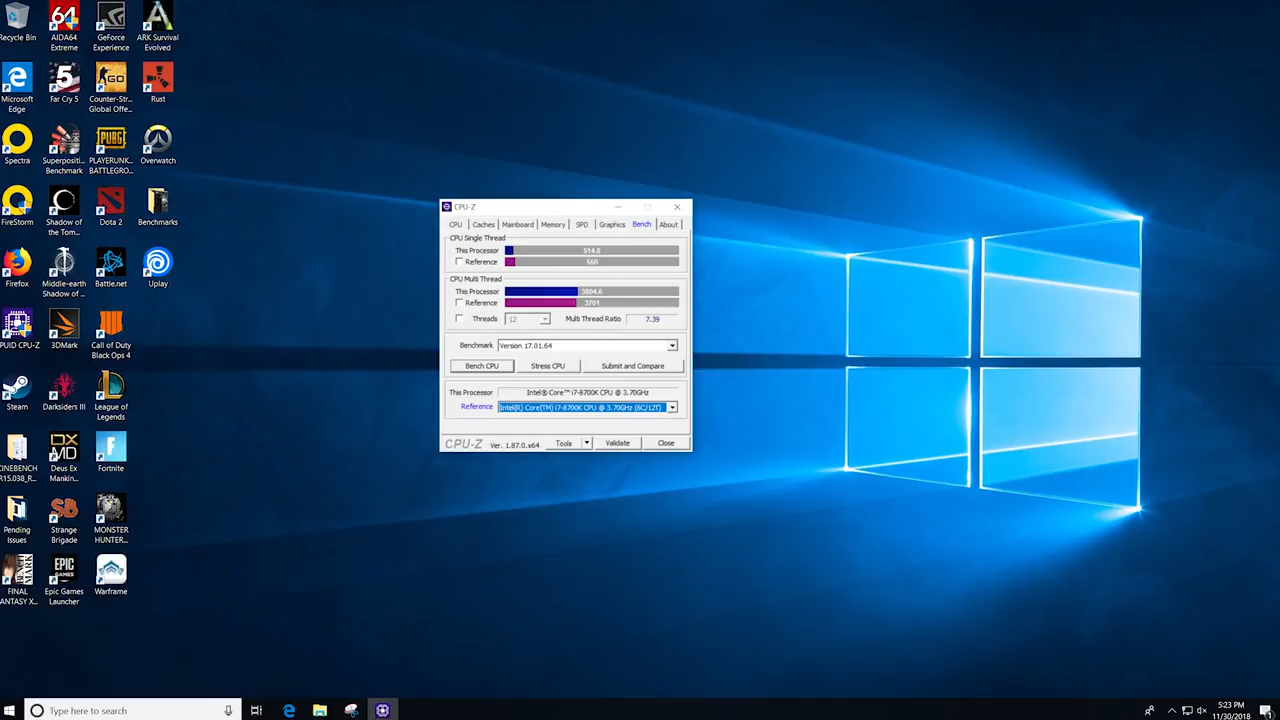 Recycle Bin
AIDA64
Extreme
GeForce
Experience
ARK Survival
Evolved
Microsoft
Edge
Far Cry 5
Counter-Str...
Global Offe...
Rust
Spectra
Superpositi...
Benchmark
PLAYERUNK...
BATTLEGRO...
Overwatch
FireStorm
Shadow of
the Tom...
Dota 2
Benchmarks
Firefox
Middle-earth
Shadow of...
Battle.net
Uplay
PUID CPU-Z
3DMark
Call of Duty
Black Ops 4
Steam
Darksiders III
League of
Legends
CINEBENCH
R15.038_R...
Deus Ex
Mankin...
Fortnite
Pending
Issues
Strange
Brigade
MONSTER
HUNTER...
FINAL
FANTASY X...
Epic Games
Launcher
Warframe
CPU-Z
CPU Caches Mainboard Memory SPD Graphics Bench About
CPU Single Thread
This Processor 514.8
Reference 550
CPU Multi Thread
This Processor 3804.6
Reference 3701
Threads 12 Multi Thread Ratio 7.39
Benchmark Version 17.01.64
Bench CPU Stress CPU Submit and Compare
This Processor Intel® Core™ i7-8700K CPU @ 3.70GHz
Reference Intel(R) Core(TM) i7-8700K CPU @ 3.70GHz (6C/12T)
CPU-Z Ver. 1.87.0.x64 Tools Validate Close
Type here to search
5:23 PM
11/30/2018